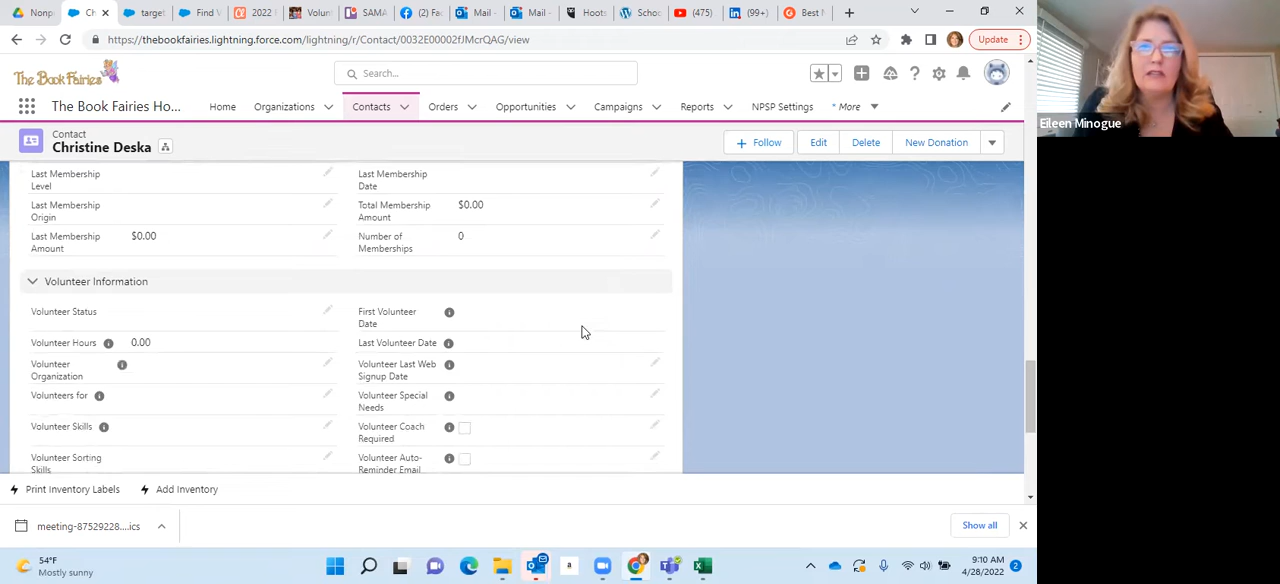 Nonp
Ch
target
Find V
2022
Volun
SAMA
(2) Fac
Mail -
Mail -
Hoots
Schoo
(475)
(99+)
Best N
https://thebookfairies.lightning.force.com/lightning/r/Contact/0032E00002fJMcrQAG/view
Update
The Book Fairies
Search...
The Book Fairies Ho...
Home
Organizations
Contacts
Orders
Opportunities
Campaigns
Reports
NPSP Settings
* More
Contact
Christine Deska
Follow
Edit
Delete
New Donation
Last Membership
Level
Last Membership
Date
Last Membership
Origin
Total Membership
Amount
$0.00
Last Membership
Amount
$0.00
Number of
Memberships
0
Volunteer Information
Volunteer Status
First Volunteer
Date
Volunteer Hours
0.00
Last Volunteer Date
Volunteer
Organization
Volunteer Last Web
Signup Date
Volunteers for
Volunteer Special
Needs
Volunteer Skills
Volunteer Coach
Required
Volunteer Sorting
Skills
Volunteer Auto-
Reminder Email
Print Inventory Labels
Add Inventory
meeting-87529228....ics
Show all
54°F
Mostly sunny
a
9:10 AM
4/28/2022
2
Eileen Minogue